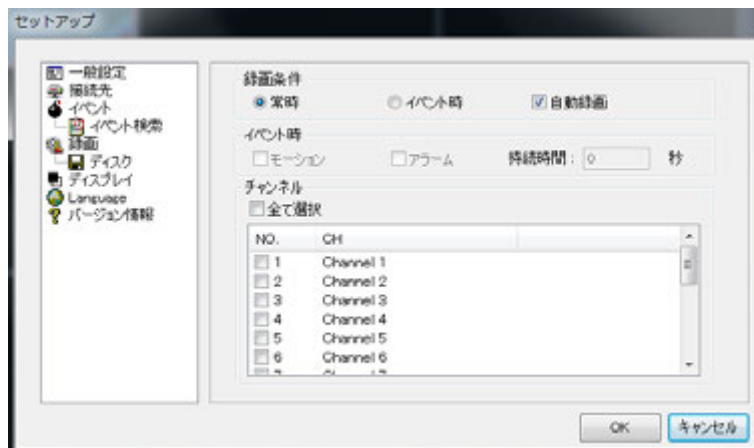 セットアップ
一般設定
接続先
イベント
イベント検索
録画
ディスク
ディスプレイ
Language
バージョン情報
録画条件
常時
イベント時
自動録画
イベント時
モーション
アラーム
持続時間：
0
秒
チャンネル
全て選択
NO. CH
1 Channel 1
2 Channel 2
3 Channel 3
4 Channel 4
5 Channel 5
6 Channel 6
OK
キャンセル